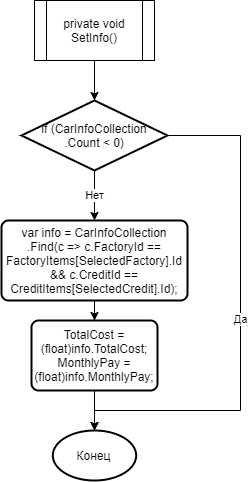 private void
SetInfo()
if (CarInfoCollection
.Count < 0)
Нет
var info = CarInfoCollection
.Find(c => c.FactoryId ==
FactoryItems[SelectedFactory].Id
&& c.CreditId ==
CreditItems[SelectedCredit].Id);
Да
TotalCost =
(float)info.TotalCost;
MonthlyPay =
(float)info.MonthlyPay;
Конец